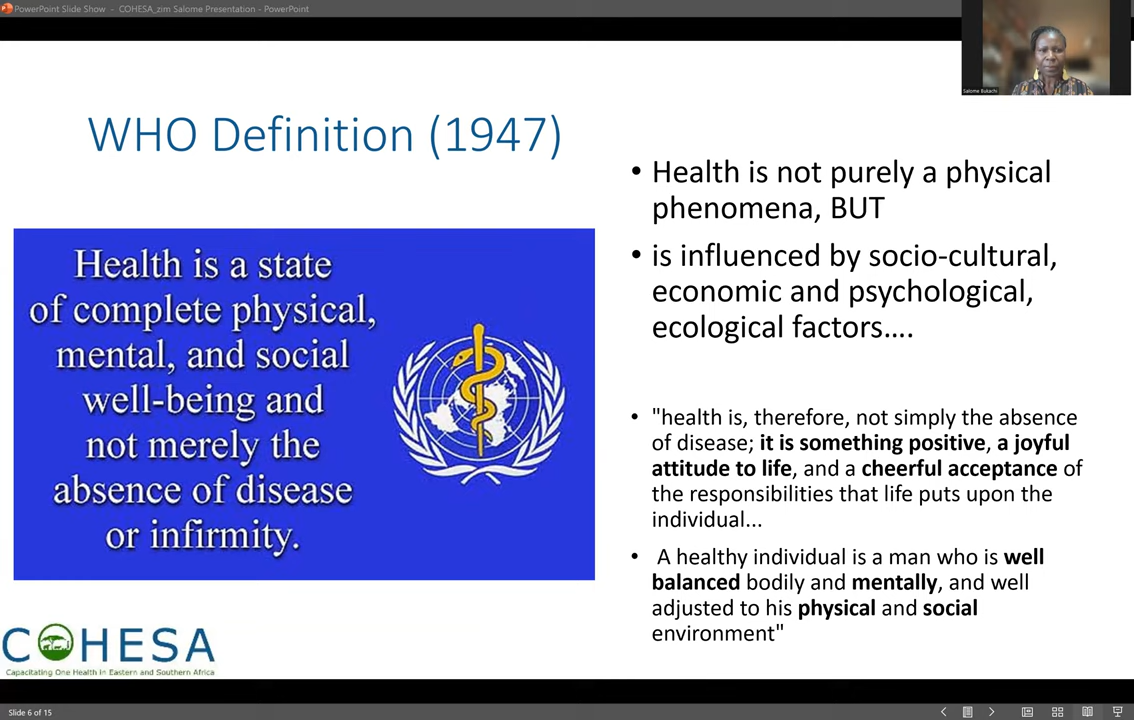 PowerPoint Slide Show - COHESA_zim Salome Presentation - PowerPoint
Salome Bukachi
WHO Definition (1947)
Health is a state
of complete physical,
mental, and social
well-being and
not merely the
absence of disease
or infirmity.
• Health is not purely a physical
phenomena, BUT
• is influenced by socio-cultural,
economic and psychological,
ecological factors....
• "health is, therefore, not simply the absence
of disease; it is something positive, a joyful
attitude to life, and a cheerful acceptance of
the responsibilities that life puts upon the
individual...
• A healthy individual is a man who is well
balanced bodily and mentally, and well
adjusted to his physical and social
environment"
COHESA
Capacitating One Health in Eastern and Southern Africa
Slide 6 of 15